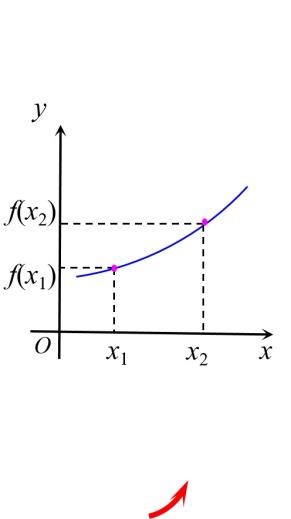 y
f(x₂)
f(x₁)
O x₁ x₂ x